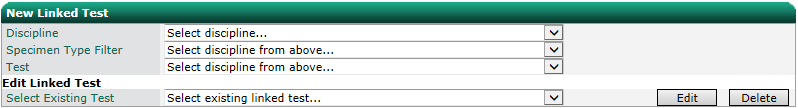 New Linked Test
Discipline Select discipline...
Specimen Type Filter Select discipline from above...
Test Select discipline from above...
Edit Linked Test
Select Existing Test Select existing linked test... Edit Delete